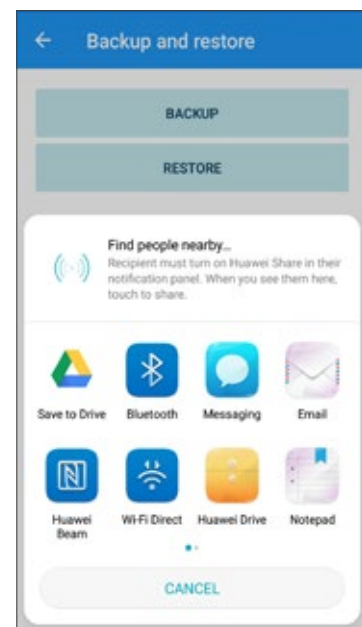 Backup and restore
BACKUP
RESTORE
Find people nearby...
Recipient must turn on Huawei Share in their
notification panel. When you see them here,
touch to share.
Save to Drive
Bluetooth
Messaging
Email
Huawei
Beam
Wi-Fi Direct
Huawei Drive
Notepad
CANCEL